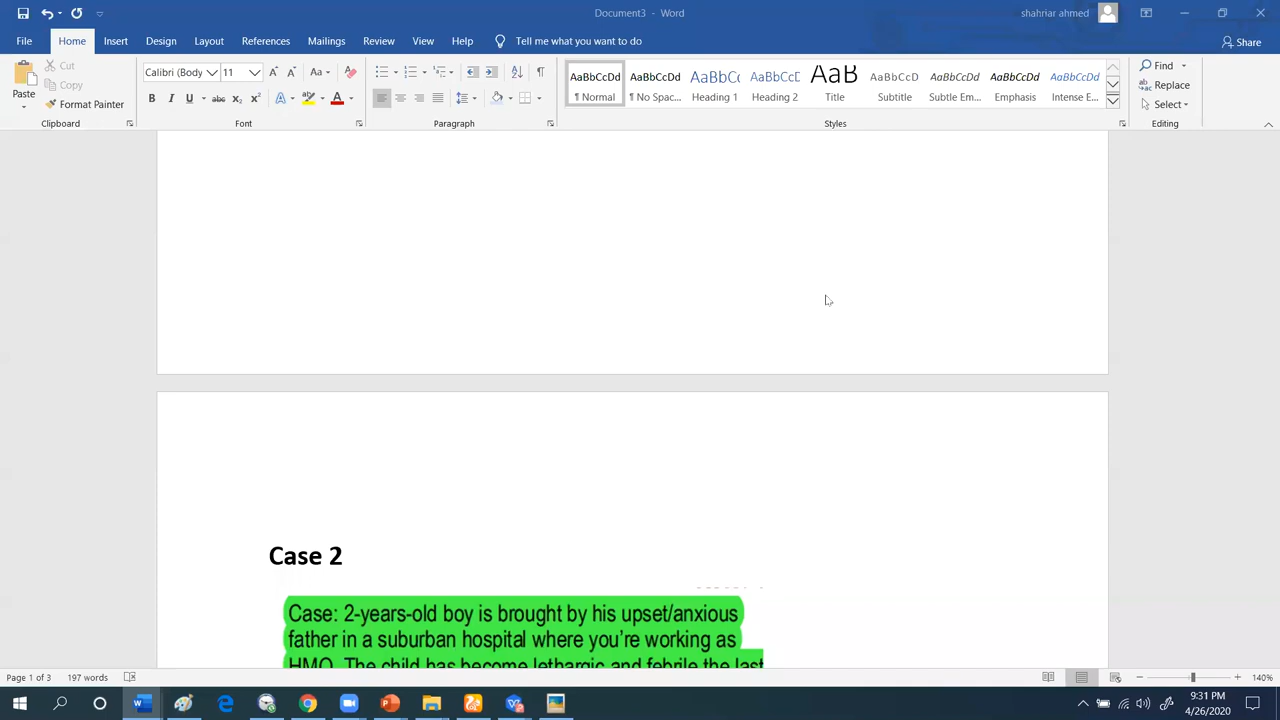 Document3 - Word
shahriar ahmed
File Home Insert Design Layout References Mailings Review View Help Tell me what you want to do Share
Paste
Cut
Copy
Format Painter
Clipboard
Calibri (Body 11
Font
Paragraph
AaBbCcDd AaBbCcDd AaBbCc AaBbCcD AaB AaBbCcD AaBbCcDd AaBbCcDd AaBbCcDd
¶ Normal ¶ No Spac... Heading 1 Heading 2 Title Subtitle Subtle Em... Emphasis Intense E...
Styles
Find
Replace
Select
Editing
Case 2
Case: 2-years-old boy is brought by his upset/anxious
father in a suburban hospital where you're working as
HMO. The child has become lethargic and febrile the last
Page 1 of 3 197 words 140%
9:31 PM
4/26/2020